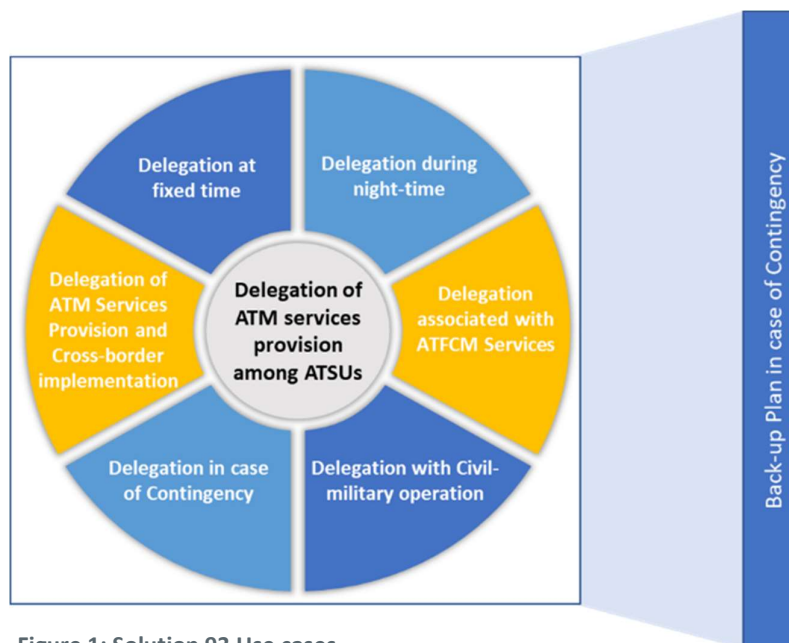 Delegation at
fixed time
Delegation during
night-time
Delegation of
ATM Services
Provision and
Cross-border
implementation
Delegation of
ATM services
provision
among ATSUs
Delegation
associated with
ATFCM Services
Delegation in case
of Contingency
Delegation with Civil-
military operation
Back-up Plan in case of Contingency
Figure 1: Solution 93 Use cases